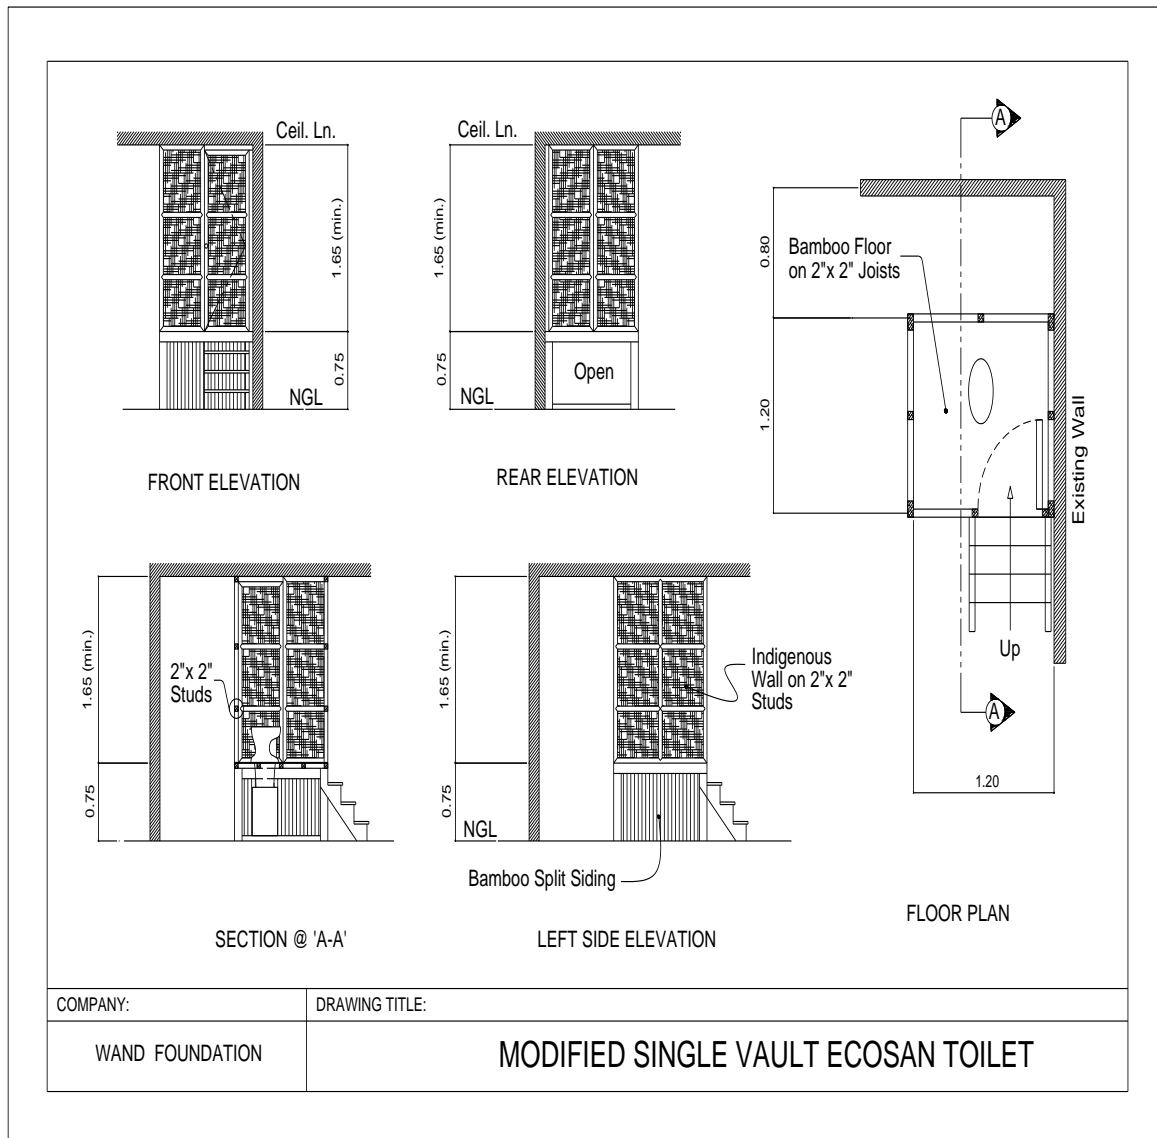 Ceil. Ln.
1.65 (min.)
0.75
NGL
FRONT ELEVATION
Ceil. Ln.
1.65 (min.)
0.75
NGL
Open
REAR ELEVATION
A
0.80
Bamboo Floor
on 2"x 2" Joists
1.20
Existing Wall
Up
A
1.20
FLOOR PLAN
1.65 (min.)
2"x 2"
Studs
0.75
SECTION @ 'A-A'
1.65 (min.)
0.75
NGL
Indigenous
Wall on 2"x 2"
Studs
Bamboo Split Siding
LEFT SIDE ELEVATION
COMPANY:
DRAWING TITLE:
WAND FOUNDATION
MODIFIED SINGLE VAULT ECOSAN TOILET